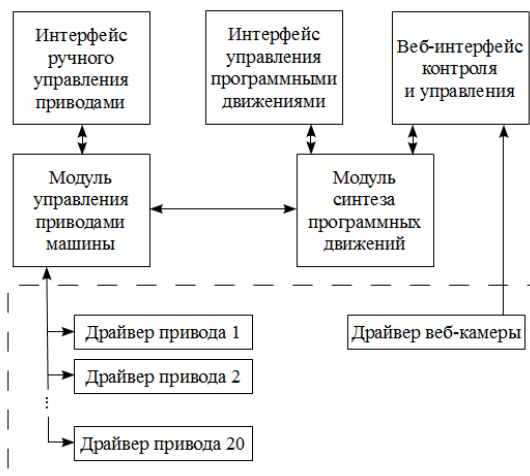 Интерфейс
ручного
управления
приводами
Интерфейс
управления
программными
движениями
Веб-интерфейс
контроля
и управления
Модуль
управления
приводами
машины
Модуль
синтеза
программных
движений
Драйвер привода 1
Драйвер веб-камеры
Драйвер привода 2
...
Драйвер привода 20